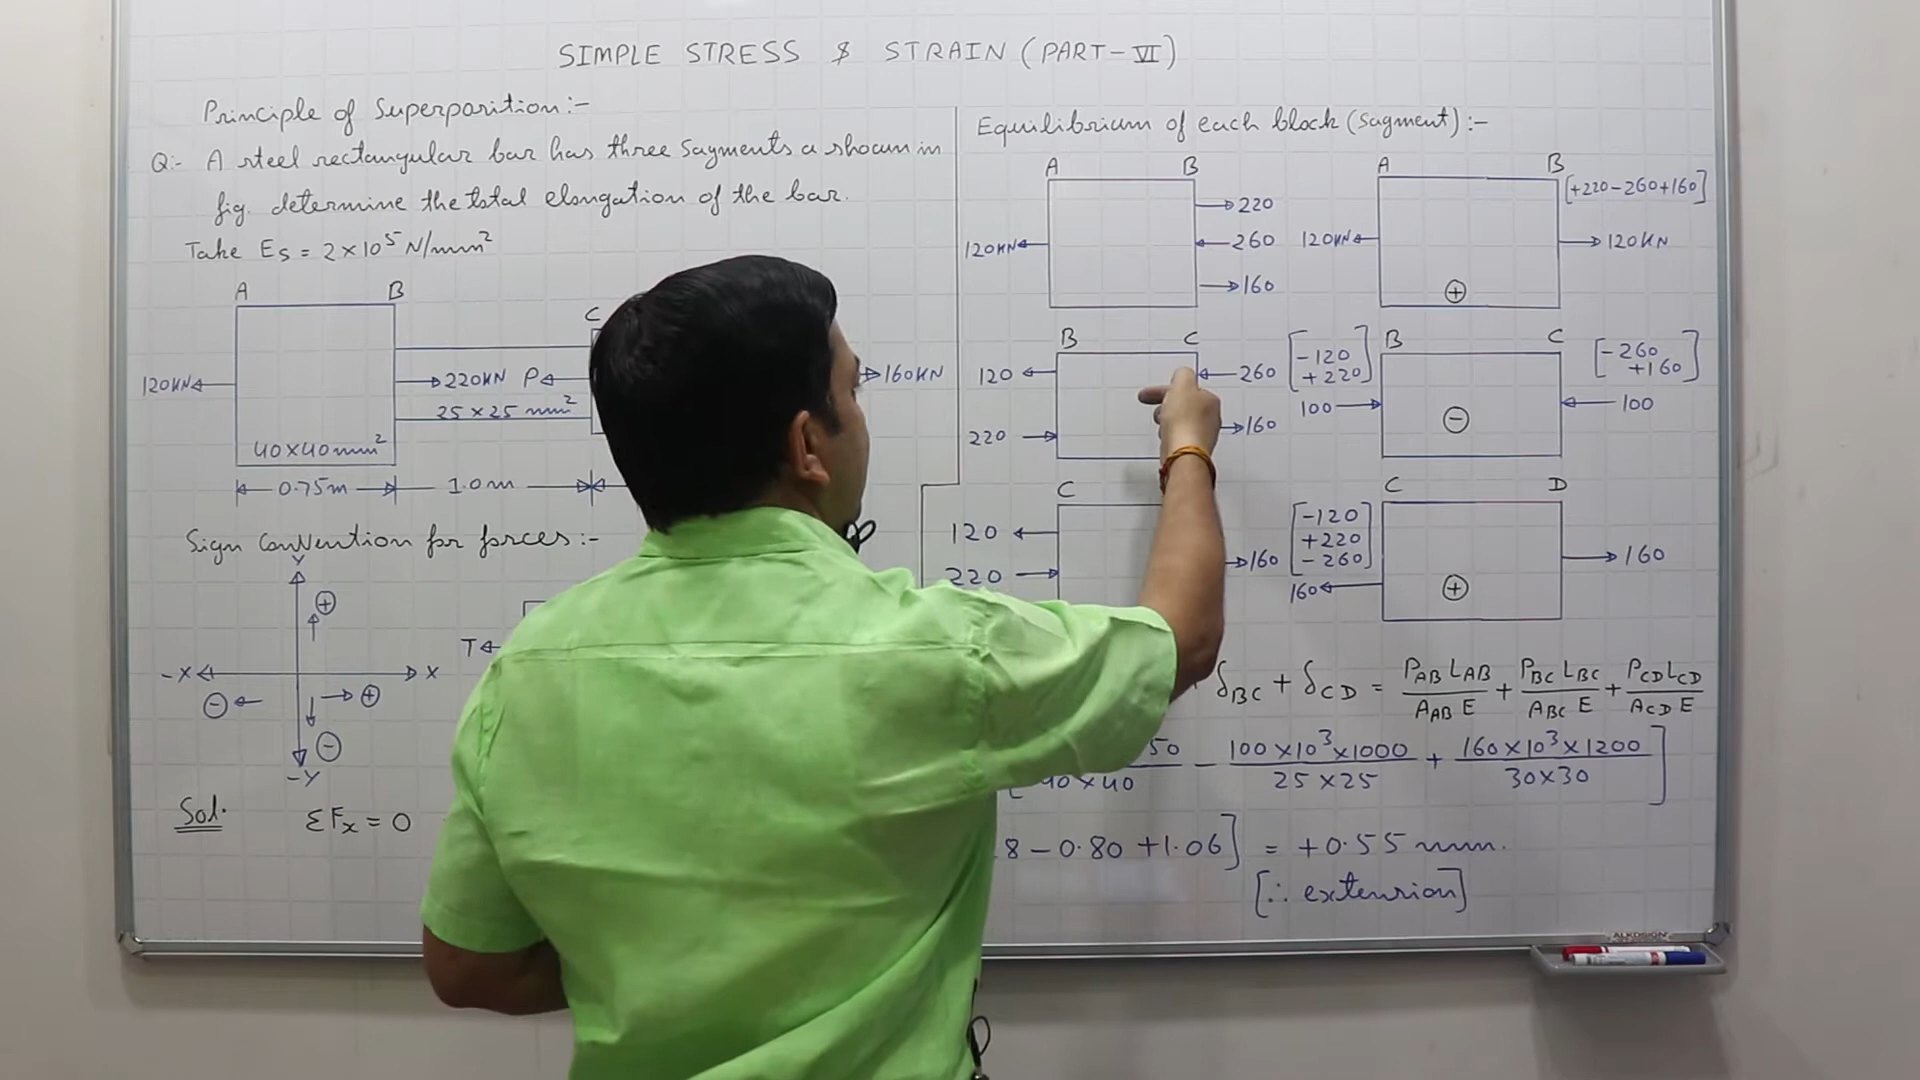 SIMPLE STRESS & STRAIN (PART-VI)
Principle of Superposition:-
Q:- A steel rectangular bar has three Sagments a shown in
fig. determine the total elongation of the bar.
Take ES = 2×10⁵ N/mm²
A B
C
120KN 220KN P 160KN
25×25 mm²
40×40mm²
0.75m 1.0m
Sign Convention for forces:-
Y
+
-X X
- +
-
-Y
T
Sol. ΣFx = 0
Equilibrium of each block (Sagment):-
A B A B [+220-260+160]
220
120KN 260 120KN 120KN
160
+
B C B C
120 260 [-120 +220] [-260 +160]
100 100
220 160
-
C C D
120 [-120 +220 -260]
160 160
220 160
+
δBC + δCD = PAB LAB / AAB E + PBC LBC / ABC E + PCD LCD / ACD E
50 / 40×40 - 100×10³×1000 / 25×25 + 160×10³×1200 / 30×30 ]
8 - 0.80 + 1.06] = +0.55 mm.
[∴ extension]
ALKOSIGN